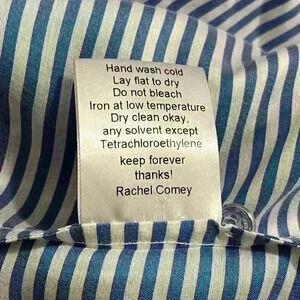 Hand wash cold
Lay flat to dry
Do not bleach
Iron at low temperature
Dry clean okay,
any solvent except
Tetrachloroethylene
keep forever
thanks!
Rachel Comey